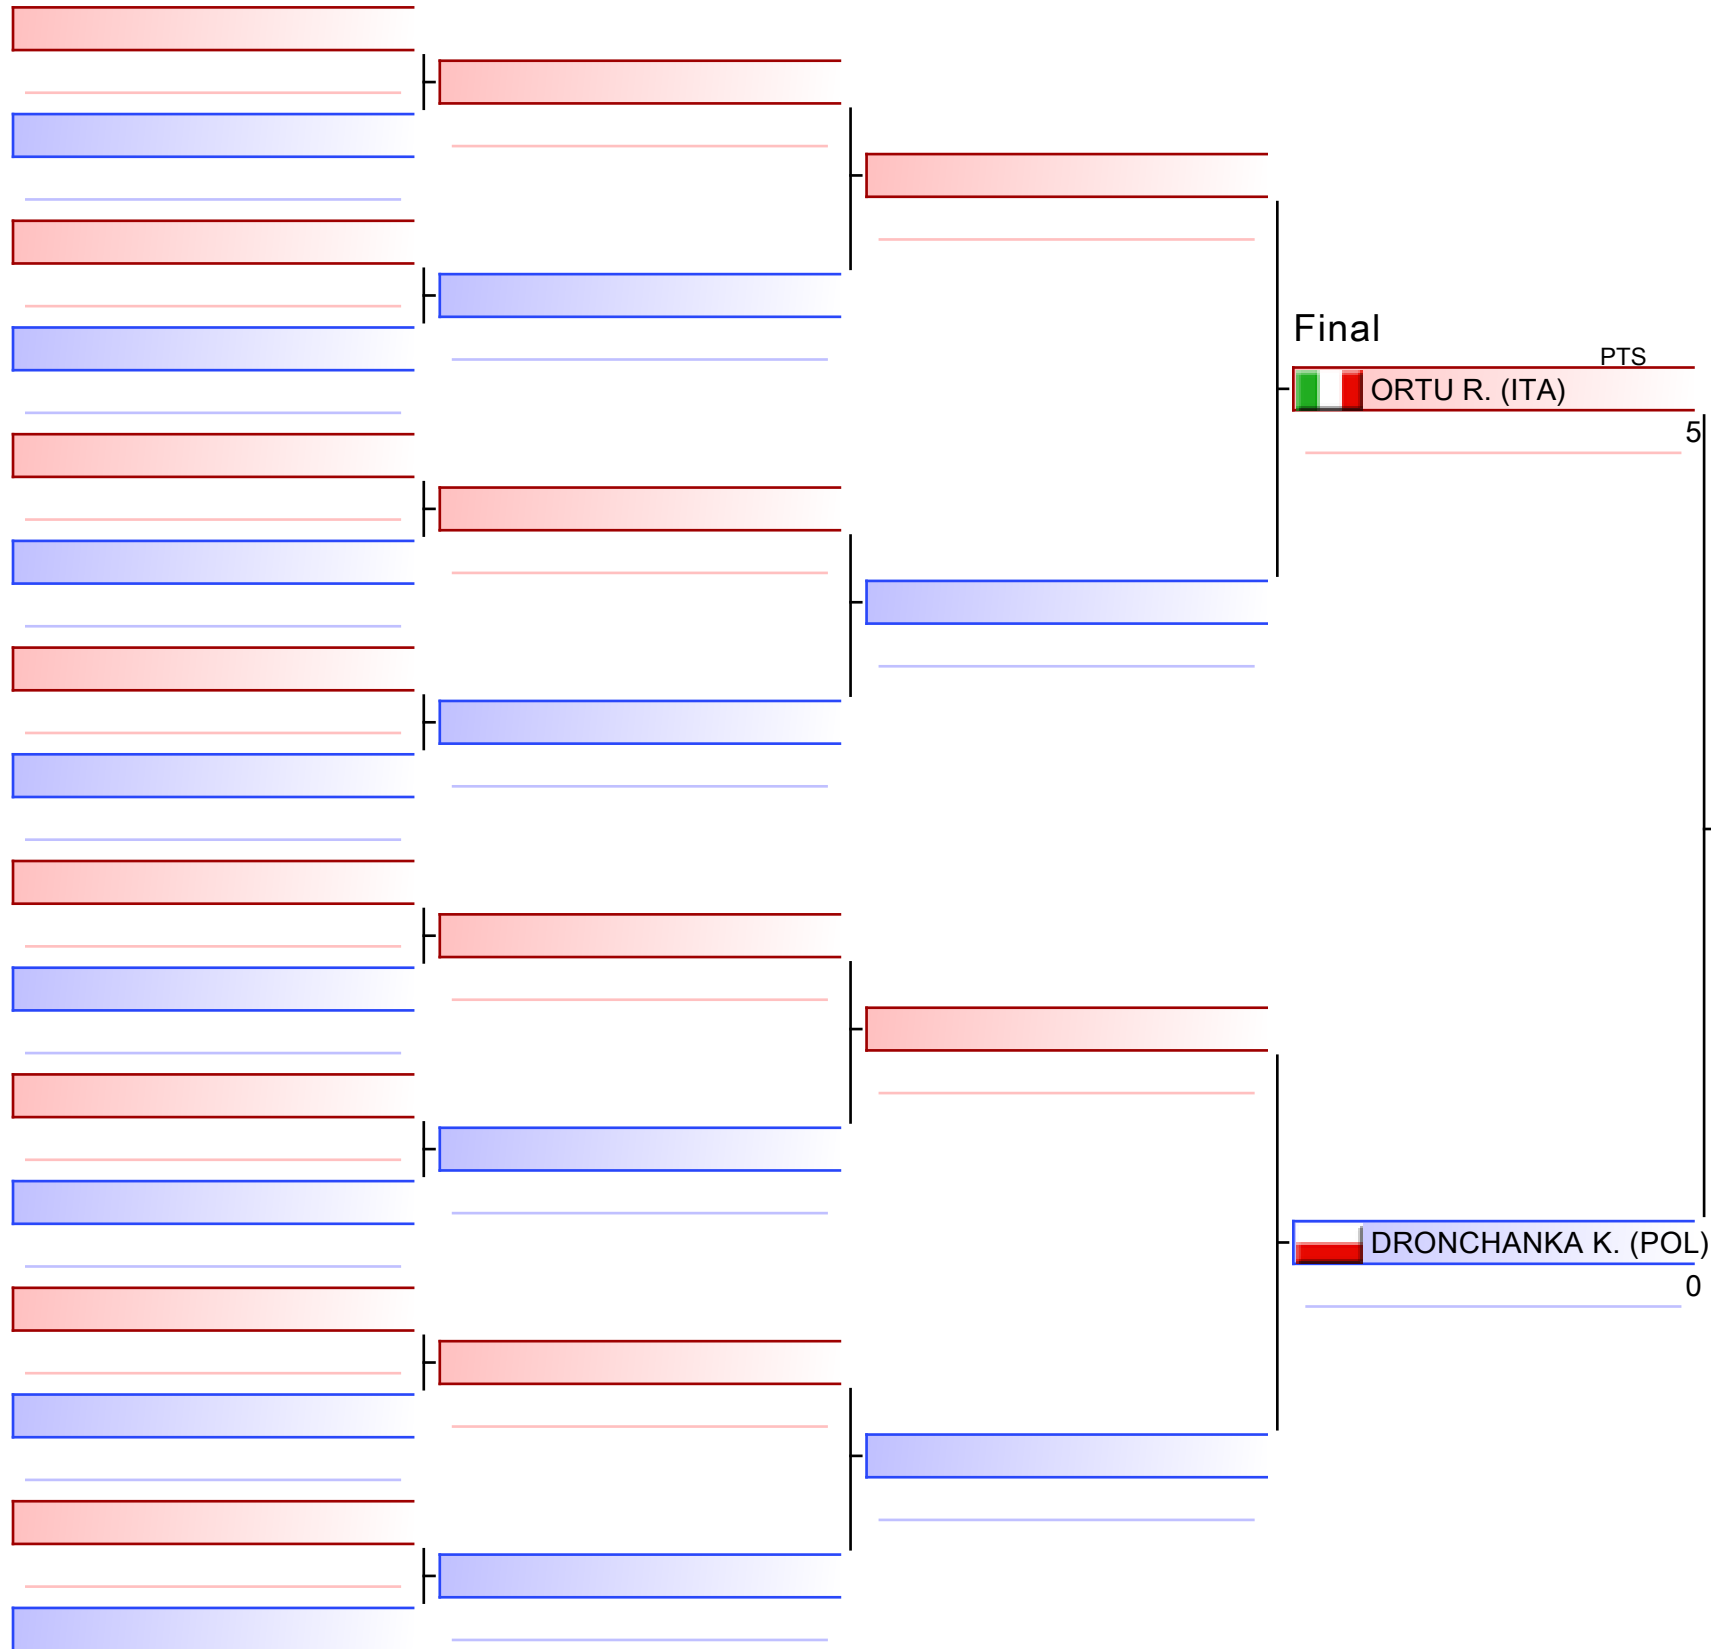 Final
PTS
ORTU R. (ITA)
5
DRONCHANKA K. (POL)
0